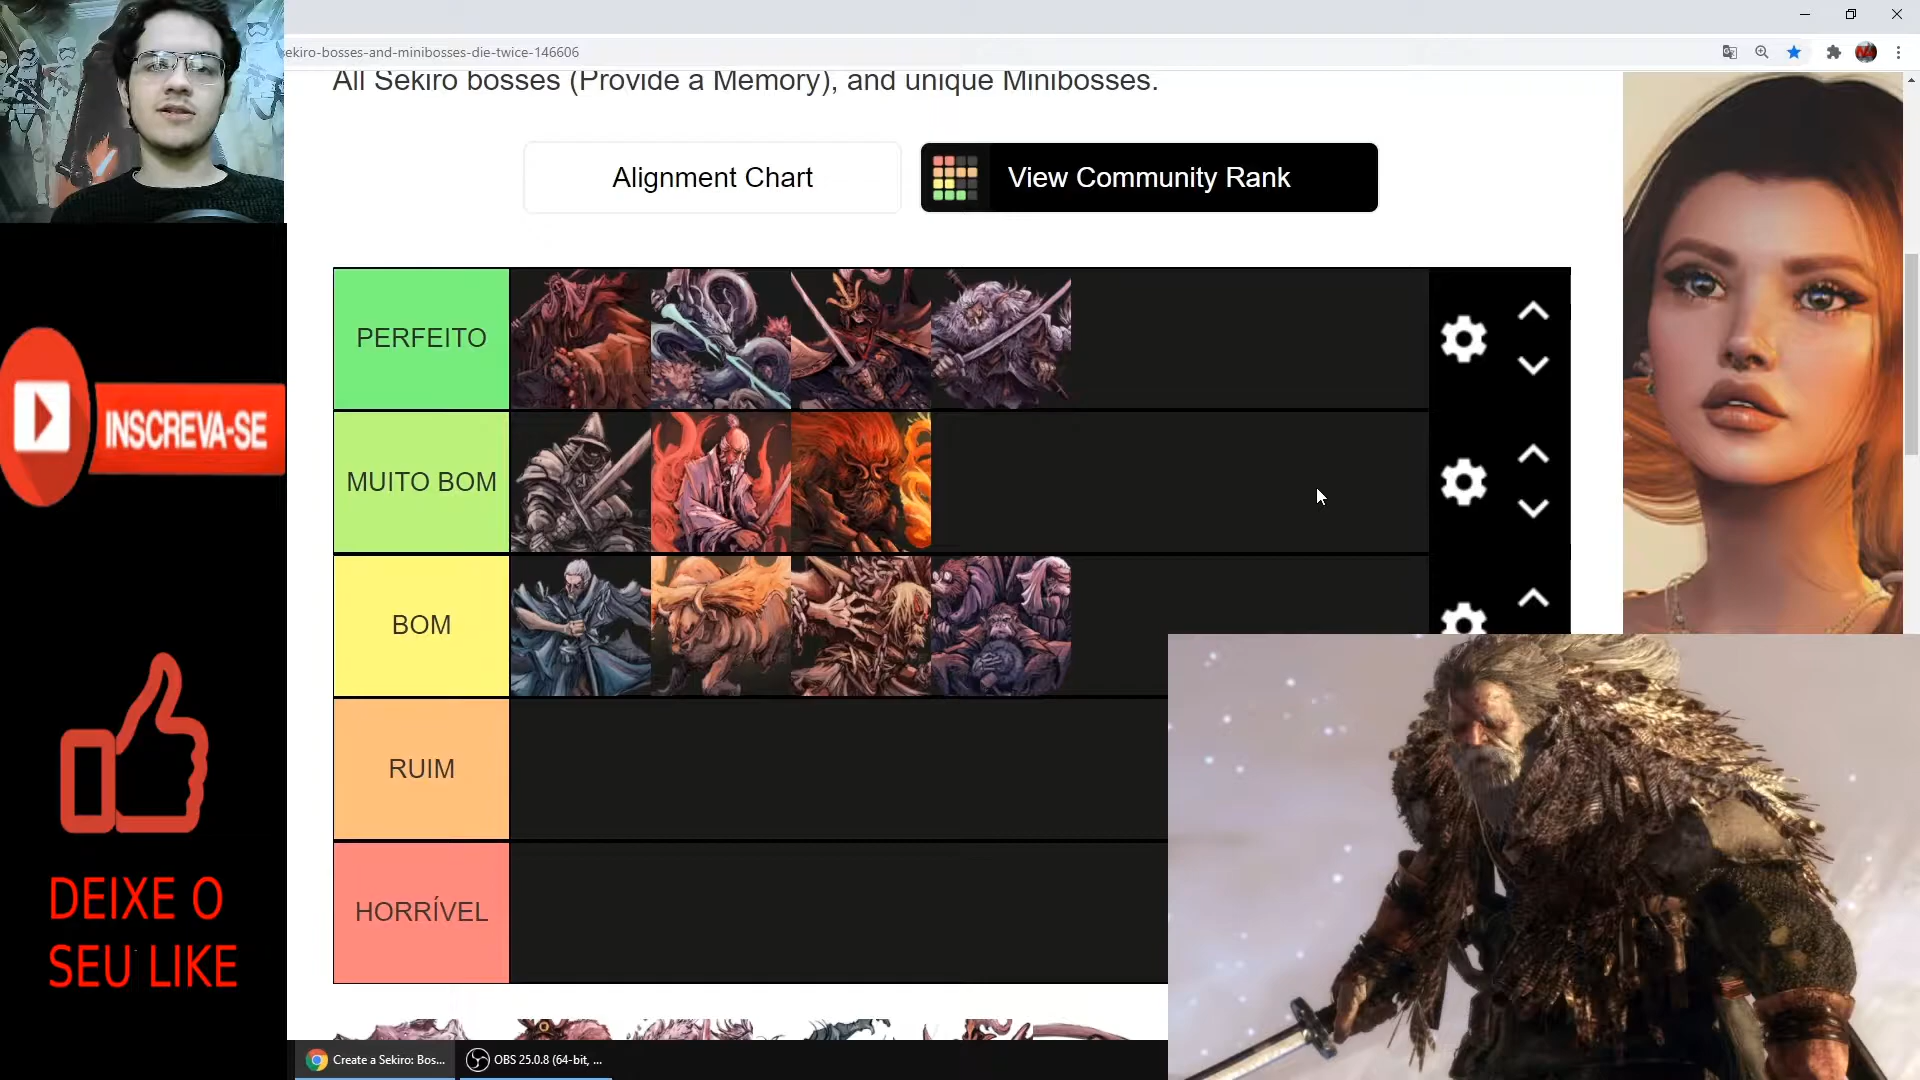 sekiro-bosses-and-minibosses-die-twice-146606
All Sekiro bosses (Provide a Memory), and unique Minibosses.
Alignment Chart
View Community Rank
PERFEITO
MUITO BOM
INSCREVA-SE
BOM
RUIM
HORRÍVEL
DEIXE O
SEU LIKE
Create a Sekiro: Bos...
OBS 25.0.8 (64-bit, ...